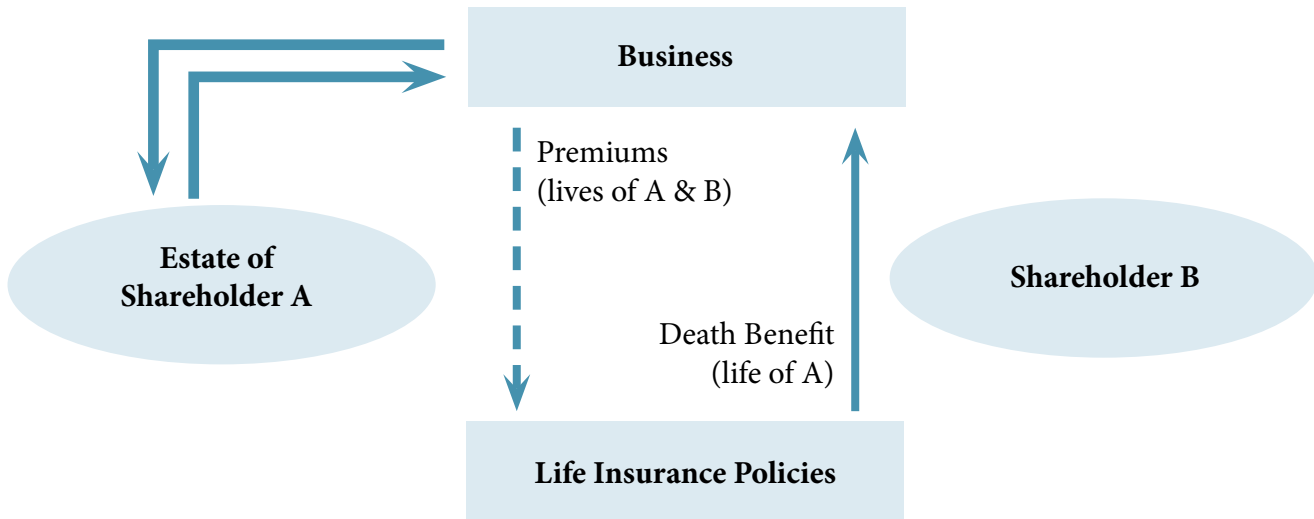 Business
Premiums
(lives of A & B)
Estate of
Shareholder A
Shareholder B
Death Benefit
(life of A)
Life Insurance Policies